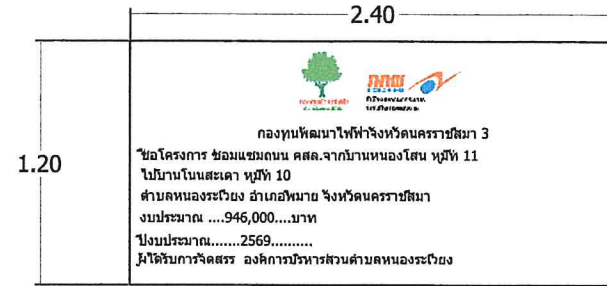 2.40
1.20
กองทุนพัฒนาไฟฟ้าจังหวัดนครราชสีมา 3
ชื่อโครงการ ซ่อมแซมถนน คสล.จากบ้านหนองโสน หมู่ที่ 11
ไปบ้านโนนสะเดา หมู่ที่ 10
ตำบลหนองระเวียง อำเภอพิมาย จังหวัดนครราชสีมา
งบประมาณ ....946,000....บาท
ปีงบประมาณ.......2569..........
ผู้ได้รับการจัดสรร องค์การบริหารส่วนตำบลหนองระเวียง